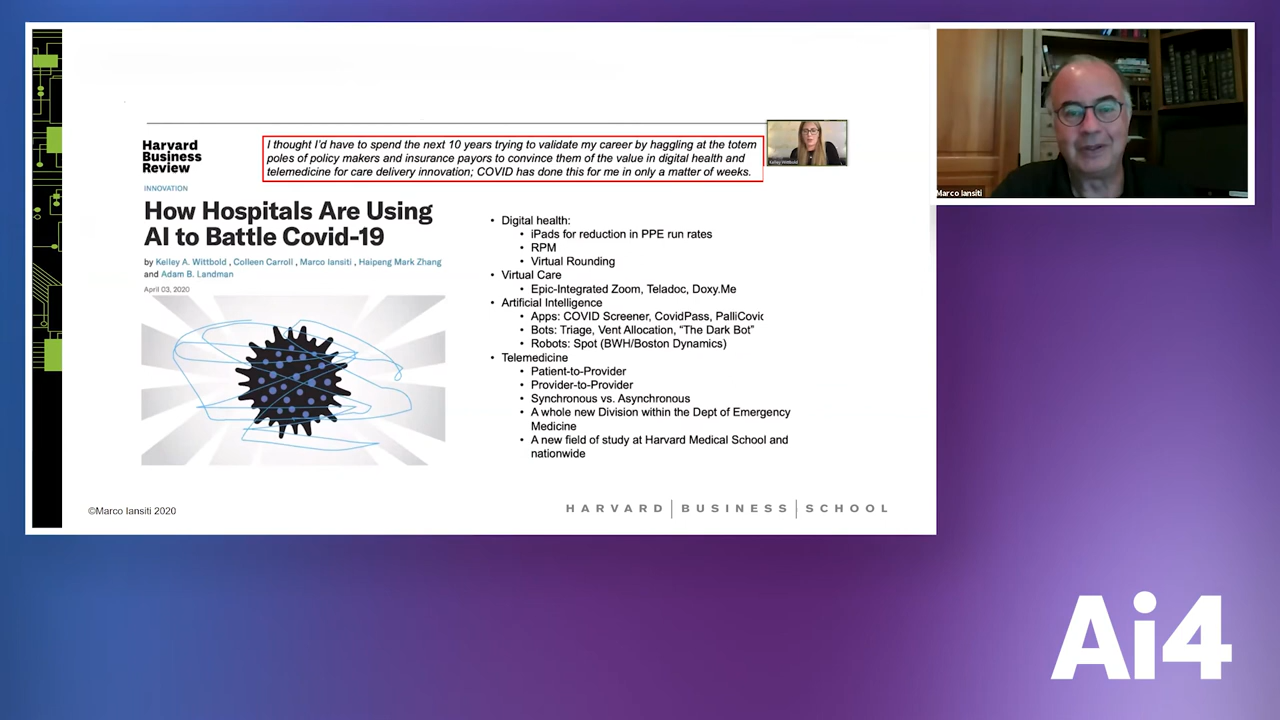 Harvard
Business
Review
I thought I'd have to spend the next 10 years trying to validate my career by haggling at the totem
poles of policy makers and insurance payors to convince them of the value in digital health and
telemedicine for care delivery innovation; COVID has done this for me in only a matter of weeks.
Kelley Wittbold
INNOVATION
How Hospitals Are Using
AI to Battle Covid-19
by Kelley A. Wittbold , Colleen Carroll , Marco Iansiti , Haipeng Mark Zhang
and Adam B. Landman
April 03, 2020
• Digital health:
• iPads for reduction in PPE run rates
• RPM
• Virtual Rounding
• Virtual Care
• Epic-Integrated Zoom, Teladoc, Doxy.Me
• Artificial Intelligence
• Apps: COVID Screener, CovidPass, PalliCovid
• Bots: Triage, Vent Allocation, “The Dark Bot”
• Robots: Spot (BWH/Boston Dynamics)
• Telemedicine
• Patient-to-Provider
• Provider-to-Provider
• Synchronous vs. Asynchronous
• A whole new Division within the Dept of Emergency
Medicine
• A new field of study at Harvard Medical School and
nationwide
©Marco Iansiti 2020
HARVARD | BUSINESS | SCHOOL
Marco Iansiti
Ai4